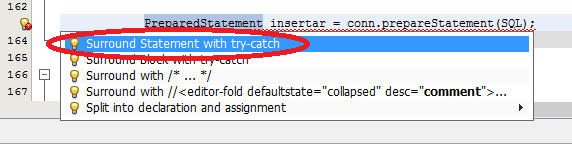 162
163 PreparedStatement insertar = conn.prepareStatement(SQL);
164 Surround Statement with try-catch
Surround Block with try-catch
166 Surround with /* ... */
167 Surround with //<editor-fold defaultstate="collapsed" desc="comment">...
Split into declaration and assignment